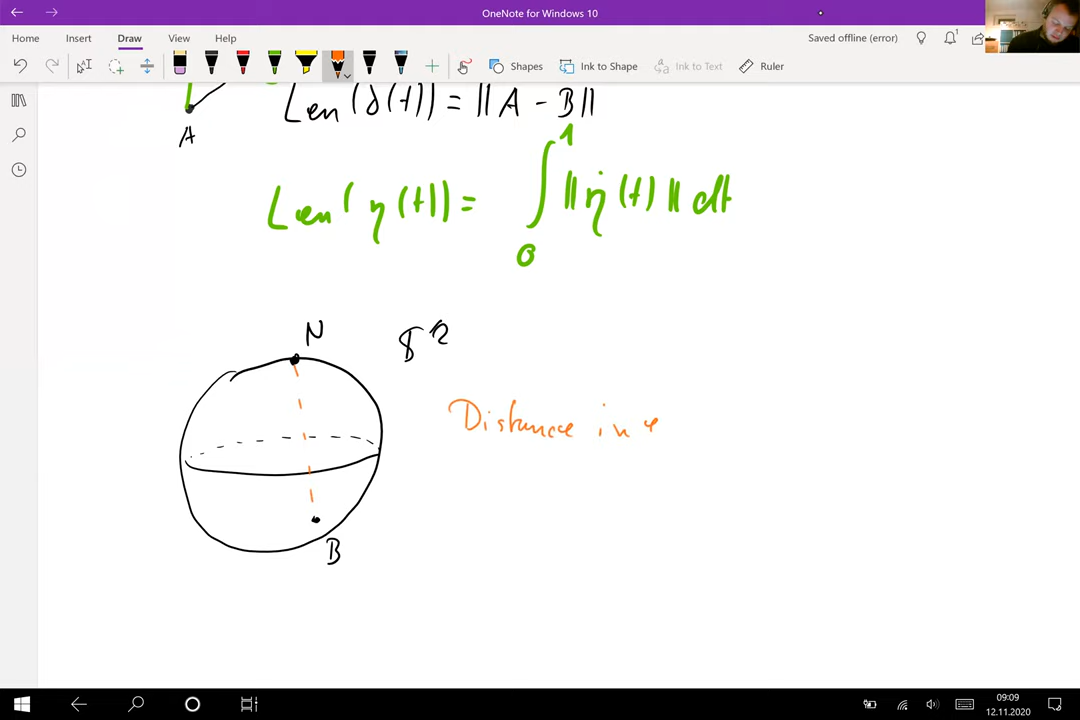 OneNote for Windows 10
Home Insert Draw View Help Saved offline (error)
Shapes Ink to Shape Ink to Text Ruler
Len(γ(t)) = ||A - B||
A
Len(η(t)) = ∫₀¹ ||η̇(t)|| dt
N
S²
Distance in
B
09:09
12.11.2020